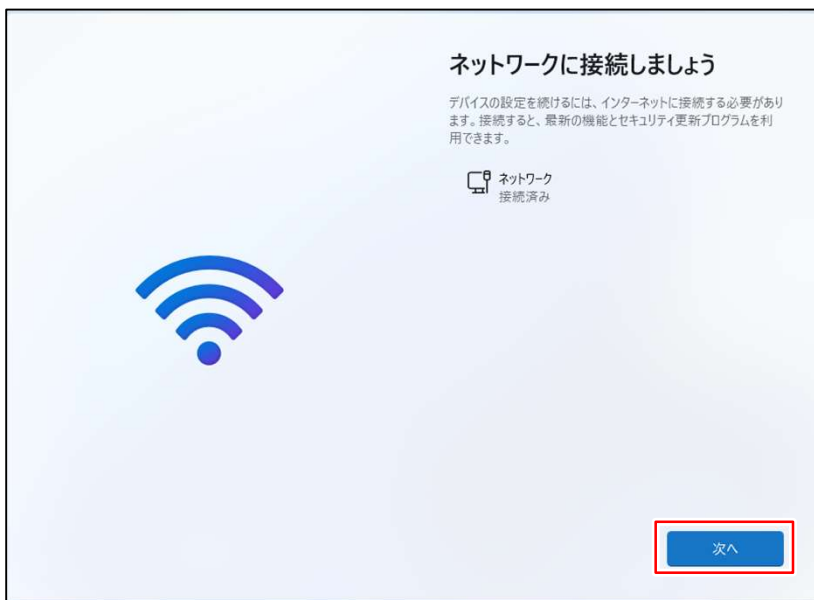 ネットワークに接続しましょう
デバイスの設定を続けるには、インターネットに接続する必要があり
ます。接続すると、最新の機能とセキュリティ更新プログラムを利
用できます。
ネットワーク
接続済み
次へ